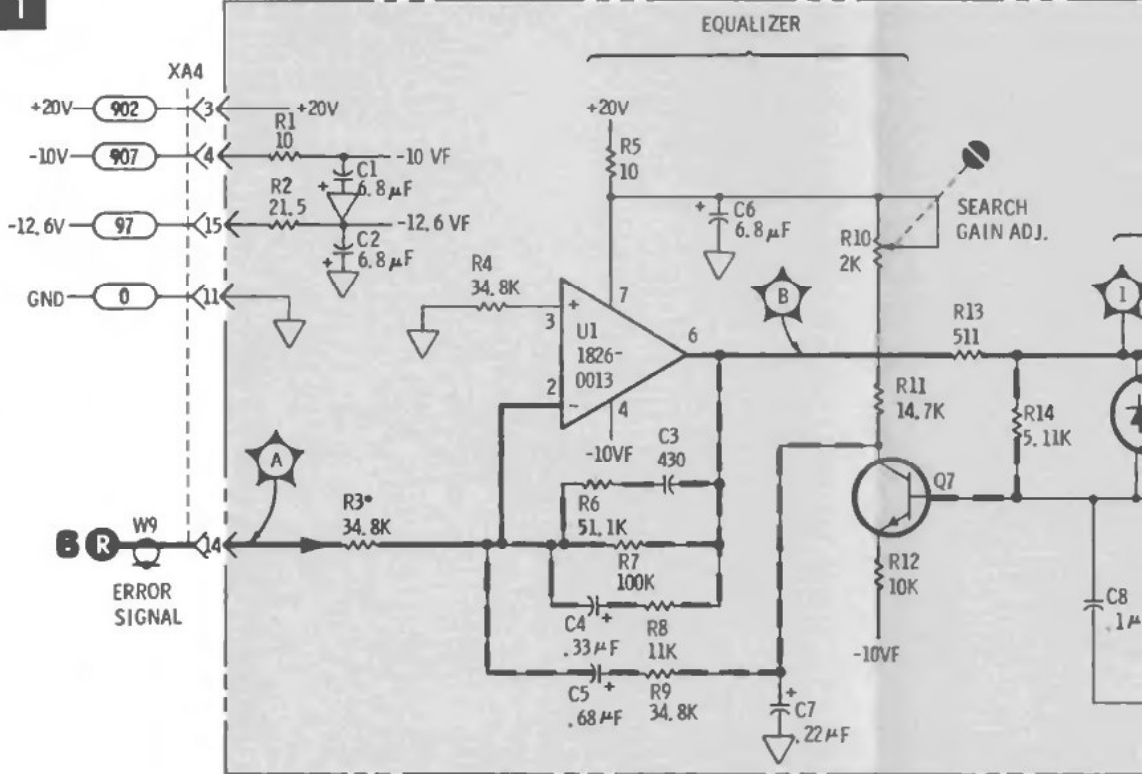 1
EQUALIZER
XA4
+20V 902 3 +20V
R1
10
-10V 907 4 -10 VF
C1
6.8µF
R2
21.5
-12,6V 97 15 -12,6 VF
C2
6.8µF
GND 0 11
+20V
R5
10
C6
6.8µF
R10
2K
SEARCH
GAIN ADJ.
R4
34.8K
+
3
7
U1
1826-
0013
6
2
-
4
-10VF
B
R13
511
1
R11
14.7K
R14
5.11K
A
C3
430
R6
51.1K
R3*
34.8K
R7
100K
Q7
6 R W9 14
ERROR
SIGNAL
R12
10K
-10VF
C4
.33µF
R8
11K
C5
.68µF
R9
34.8K
C7
.22µF
C8
.1µ